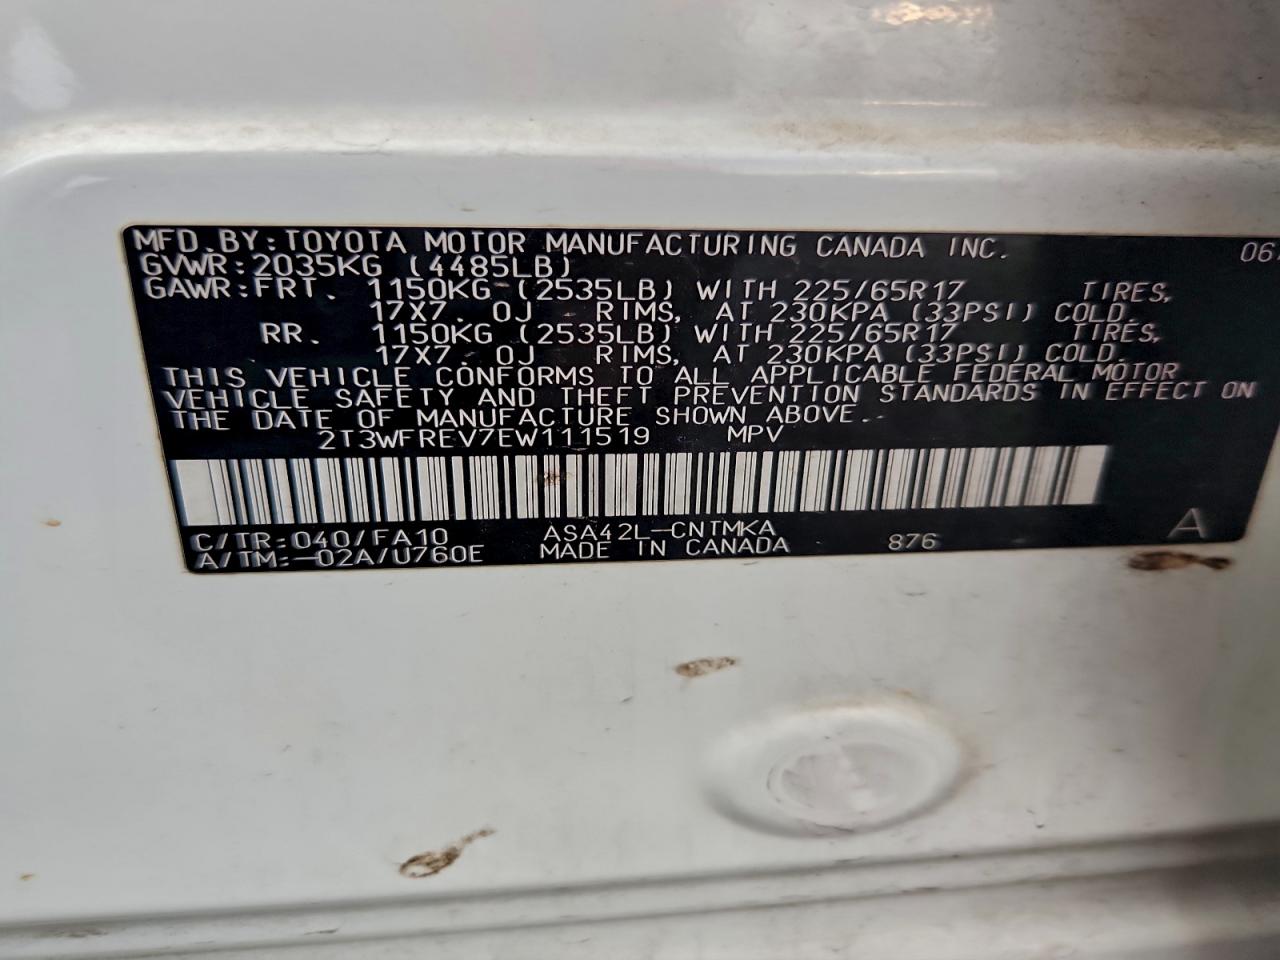 MFD.BY:TOYOTA MOTOR MANUFACTURING CANADA INC. 06
GVWR:2035KG (4485LB)
GAWR:FRT. 1150KG (2535LB) WITH 225/65R17 TIRES,
17X7.0J RIMS, AT 230KPA (33PSI) COLD.
RR. 1150KG (2535LB) WITH 225/65R17 TIRES,
17X7.0J RIMS, AT 230KPA (33PSI) COLD.
THIS VEHICLE CONFORMS TO ALL APPLICABLE FEDERAL MOTOR
VEHICLE SAFETY AND THEFT PREVENTION STANDARDS IN EFFECT ON
THE DATE OF MANUFACTURE SHOWN ABOVE.
2T3WFREV7EW111519 MPV
C/TR:040/FA10 ASA42L-CNTMKA 876 A
A/TM:-02A/U760E MADE IN CANADA